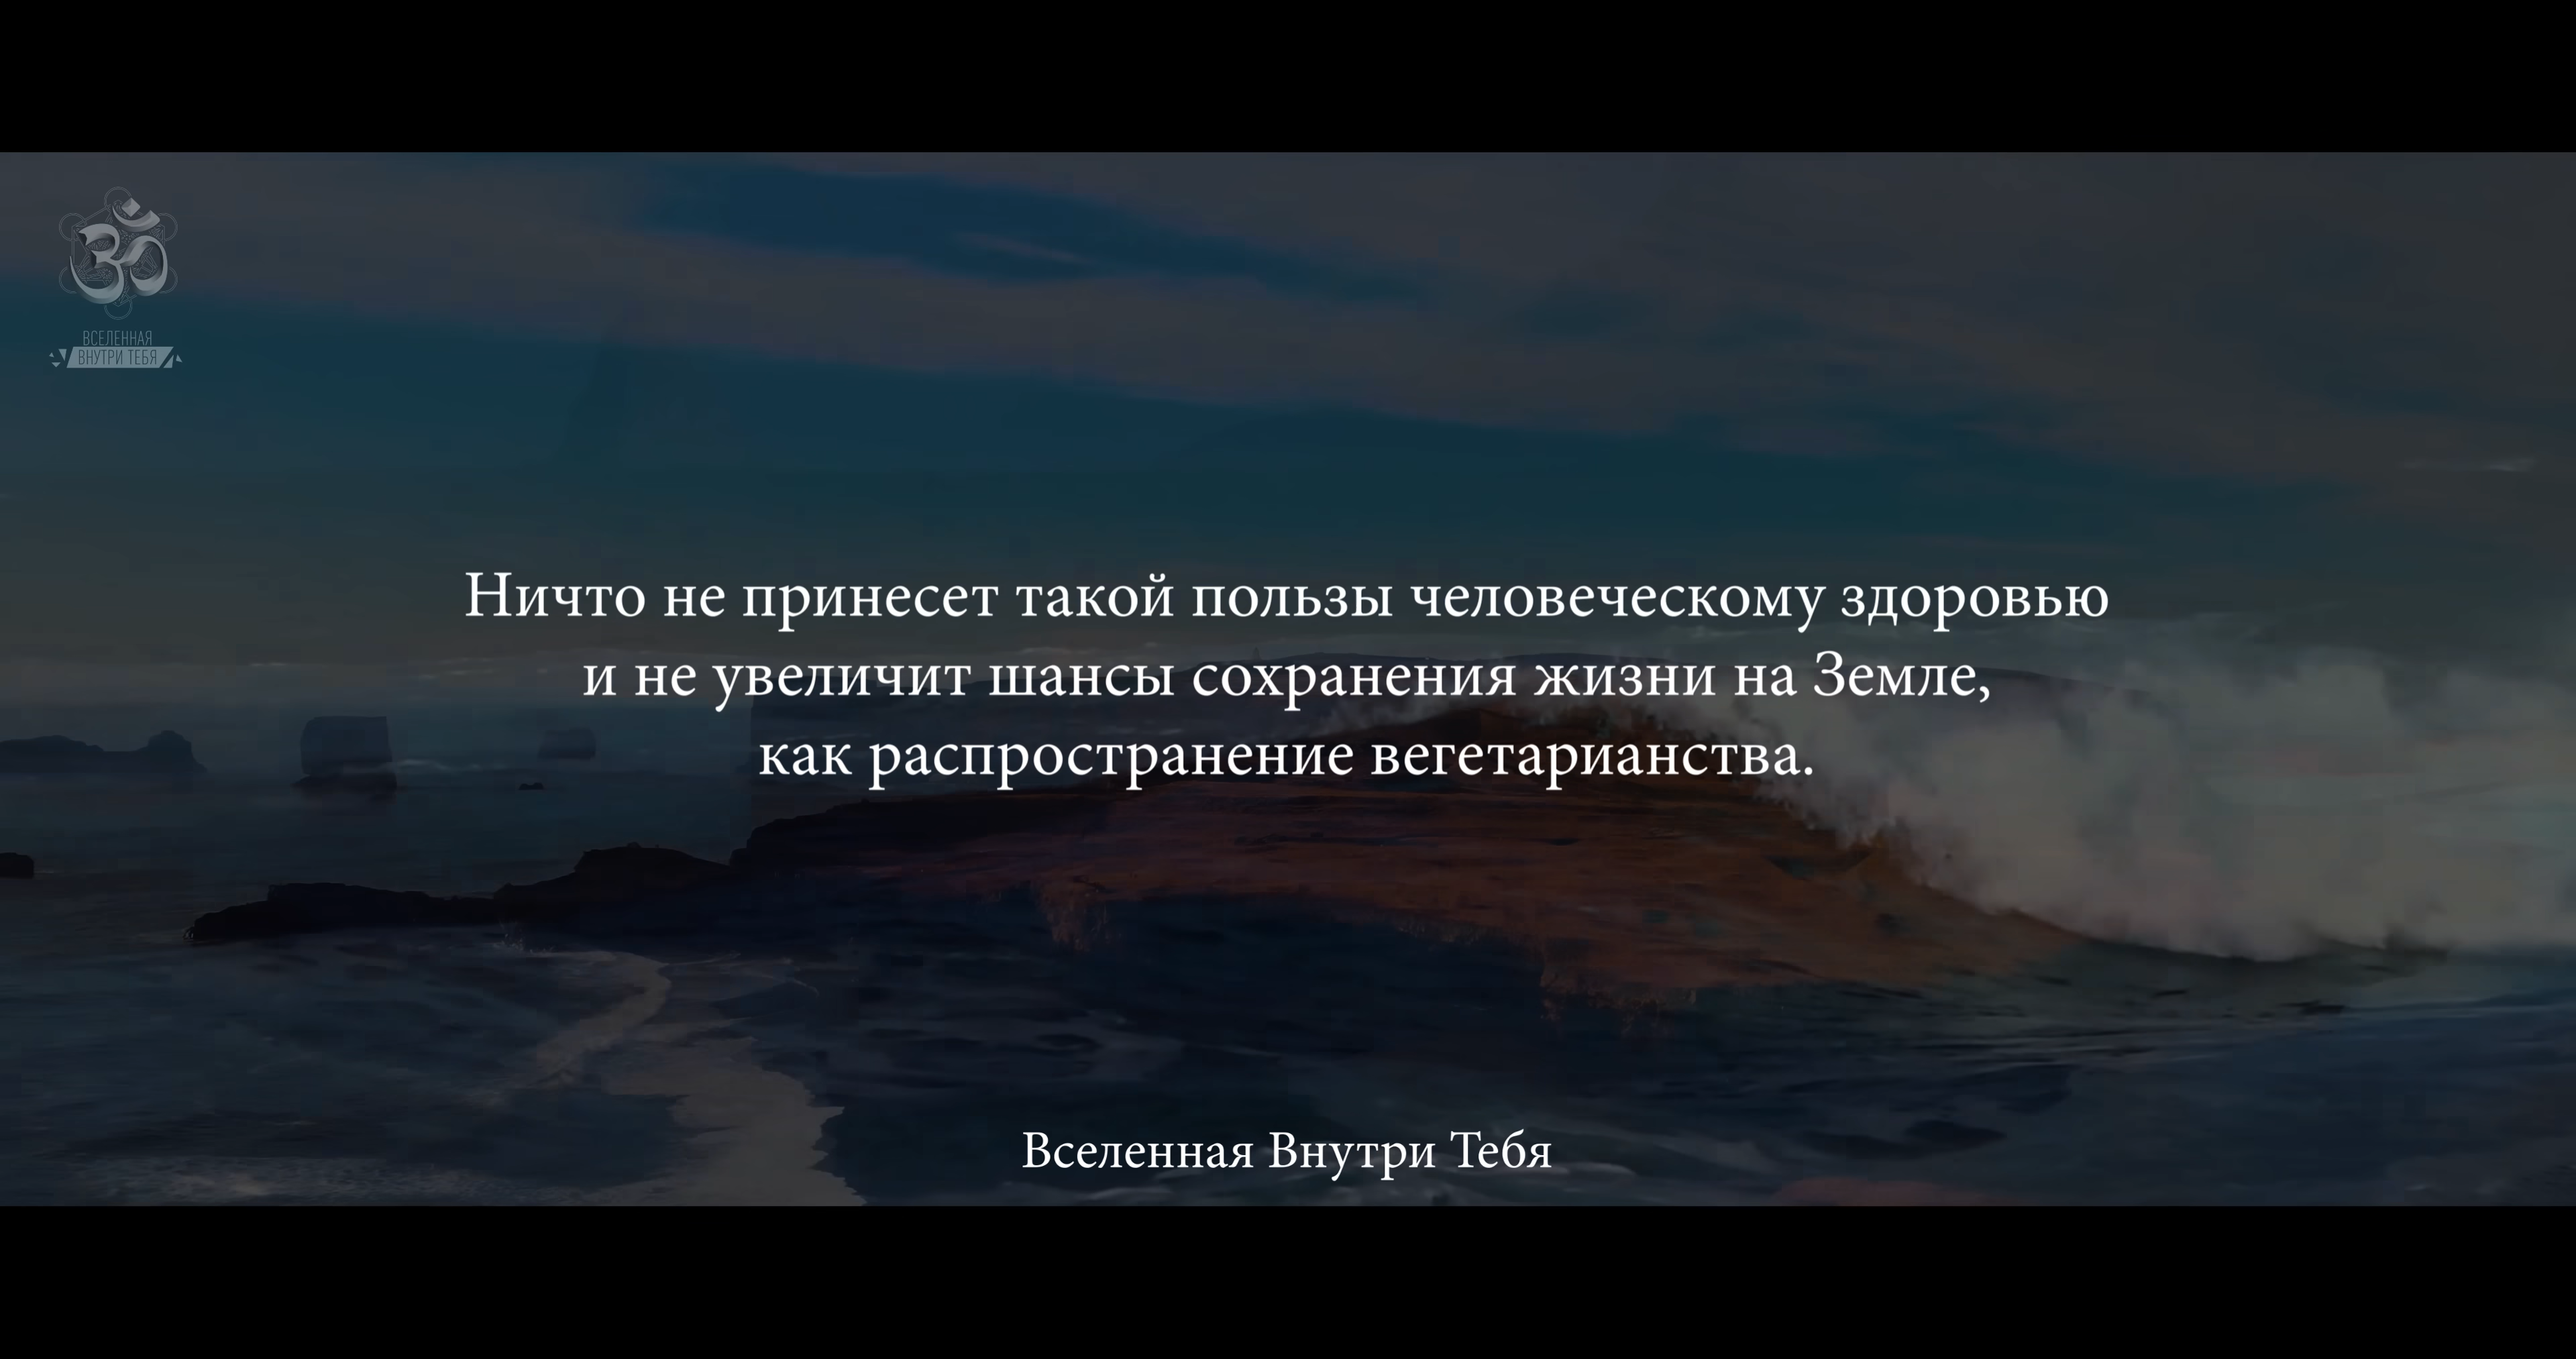 ВСЕЛЕННАЯ
ВНУТРИ ТЕБЯ
Ничто не принесет такой пользы человеческому здоровью
и не увеличит шансы сохранения жизни на Земле,
как распространение вегетарианства.
Вселенная Внутри Тебя